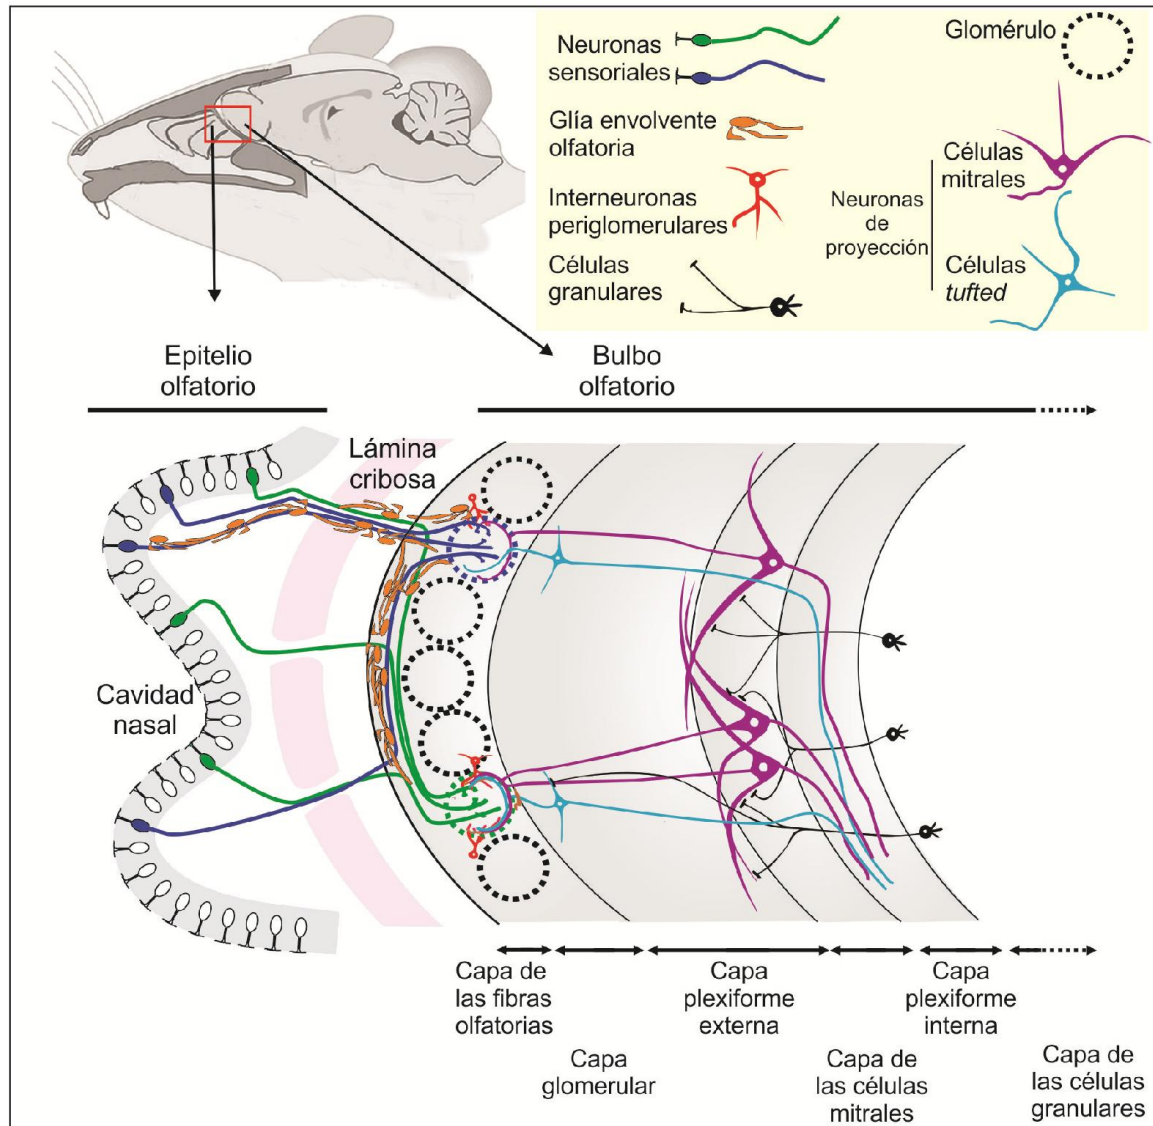 Neuronas
sensoriales
Glía envolvente
olfatoria
Interneuronas
periglomerulares
Células
granulares
Glomérulo
Células
mitrales
Neuronas
de
proyección
Células
tufted
Epitelio
olfatorio
Bulbo
olfatorio
Lámina
cribosa
Cavidad
nasal
Capa de
las fibras
olfatorias
Capa
glomerular
Capa
plexiforme
externa
Capa de
las células
mitrales
Capa
plexiforme
interna
Capa de
las células
granulares